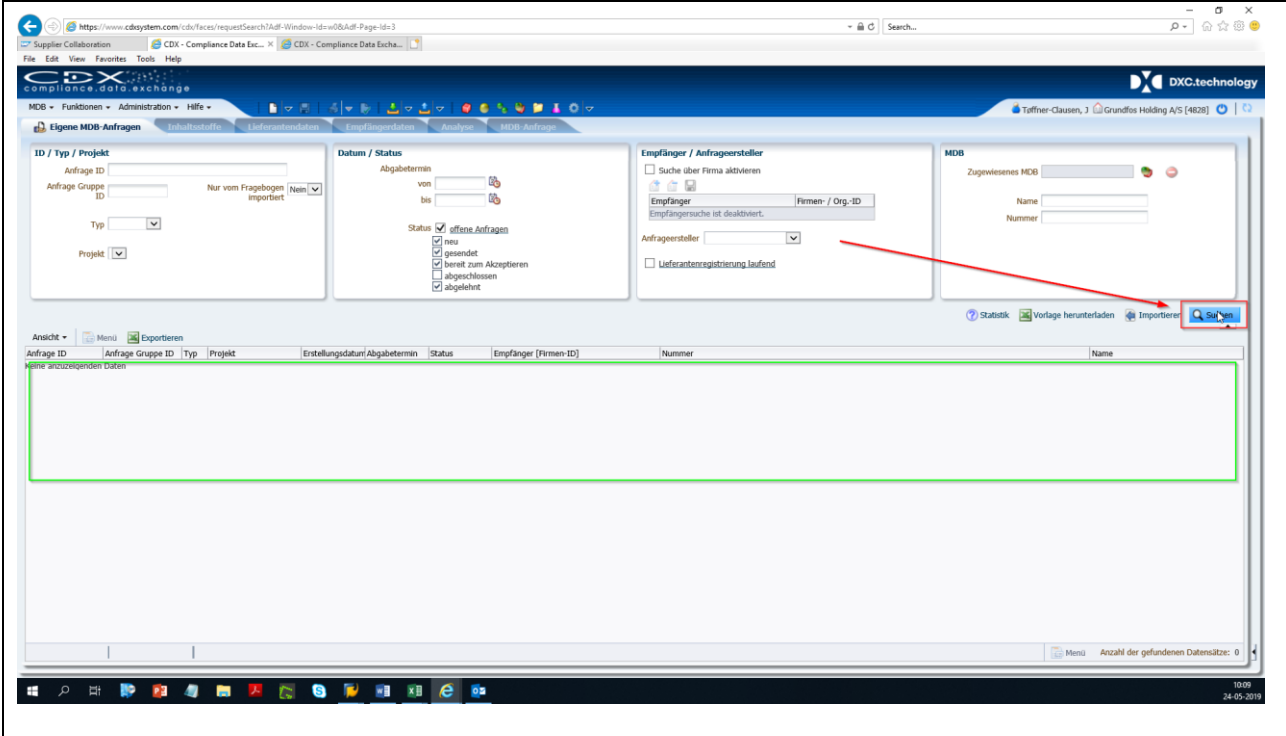 https://www.cdxsystem.com/cdx/faces/requestSearch?Adf-Window-Id=w0&Adf-Page-Id=3
Search...
Supplier Collaboration
CDX - Compliance Data Exc...
CDX - Compliance Data Excha...
File Edit View Favorites Tools Help
CDX
compliance.data.exchange
DXC.technology
MDB Funktionen Administration Hilfe
Tøffner-Clausen, J Grundfos Holding A/S [4828]
Eigene MDB-Anfragen Inhaltsstoffe Lieferantendaten Empfängerdaten Analyse MDB-Anfrage
ID / Typ / Projekt
Anfrage ID
Anfrage Gruppe ID
Nur vom Fragebogen importiert Nein
Typ
Projekt
Datum / Status
Abgabetermin
von
bis
Status offene Anfragen
neu
gesendet
bereit zum Akzeptieren
abgeschlossen
abgelehnt
Empfänger / Anfrageersteller
Suche über Firma aktivieren
Empfänger Firmen- / Org.-ID
Empfängersuche ist deaktiviert.
Anfrageersteller
Lieferantenregistrierung laufend
MDB
Zugewiesenes MDB
Name
Nummer
Statistik Vorlage herunterladen Importieren Suchen
Ansicht Menü Exportieren
Anfrage ID Anfrage Gruppe ID Typ Projekt Erstellungsdatum Abgabetermin Status Empfänger [Firmen-ID] Nummer Name
Keine anzuzeigenden Daten
Menü Anzahl der gefundenen Datensätze: 0
10:09
24-05-2019